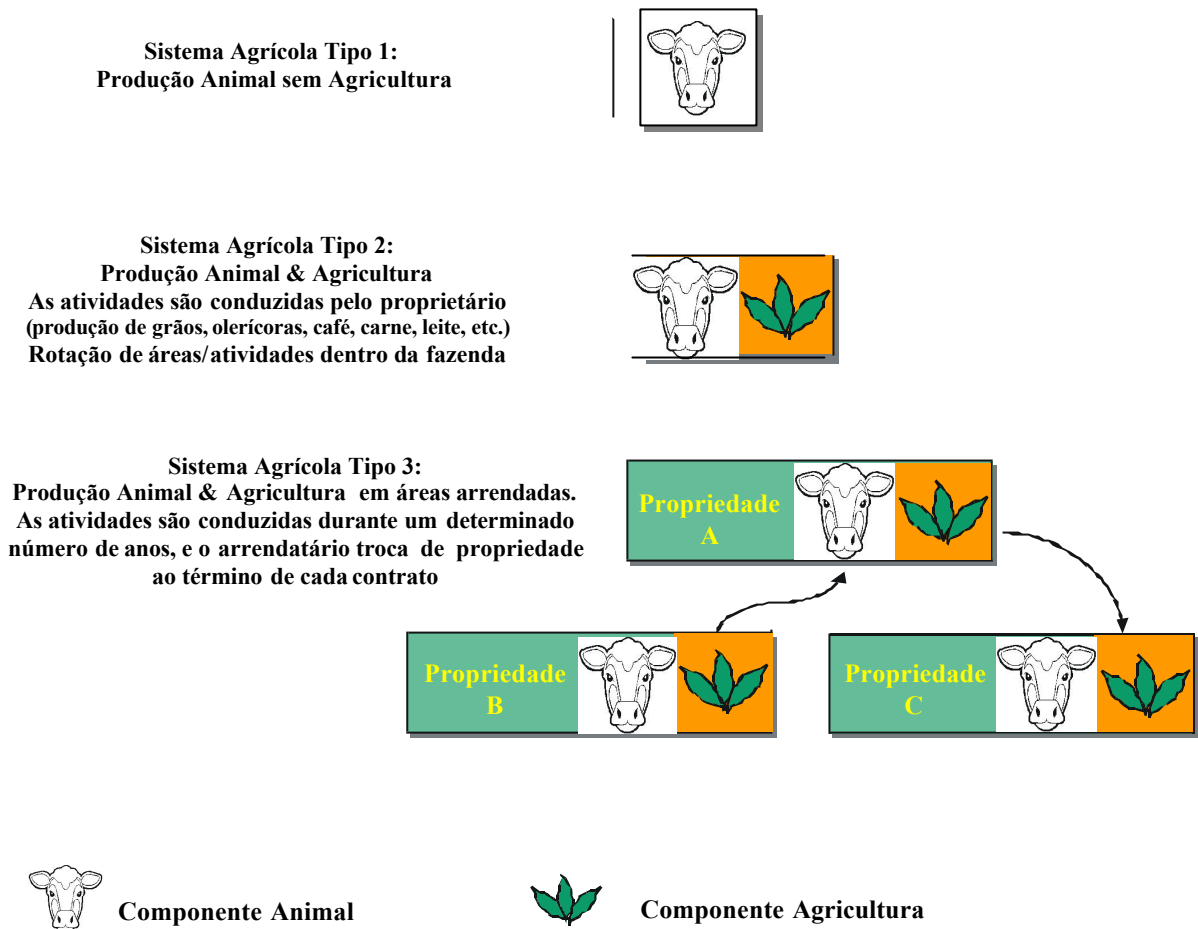 Sistema Agrícola Tipo 1:
Produção Animal sem Agricultura
Sistema Agrícola Tipo 2:
Produção Animal & Agricultura
As atividades são conduzidas pelo proprietário
(produção de grãos, olerícoras, café, carne, leite, etc.)
Rotação de áreas/atividades dentro da fazenda
Sistema Agrícola Tipo 3:
Produção Animal & Agricultura em áreas arrendadas.
As atividades são conduzidas durante um determinado
número de anos, e o arrendatário troca de propriedade
ao término de cada contrato
Propriedade
A
Propriedade
B
Propriedade
C
Componente Animal
Componente Agricultura